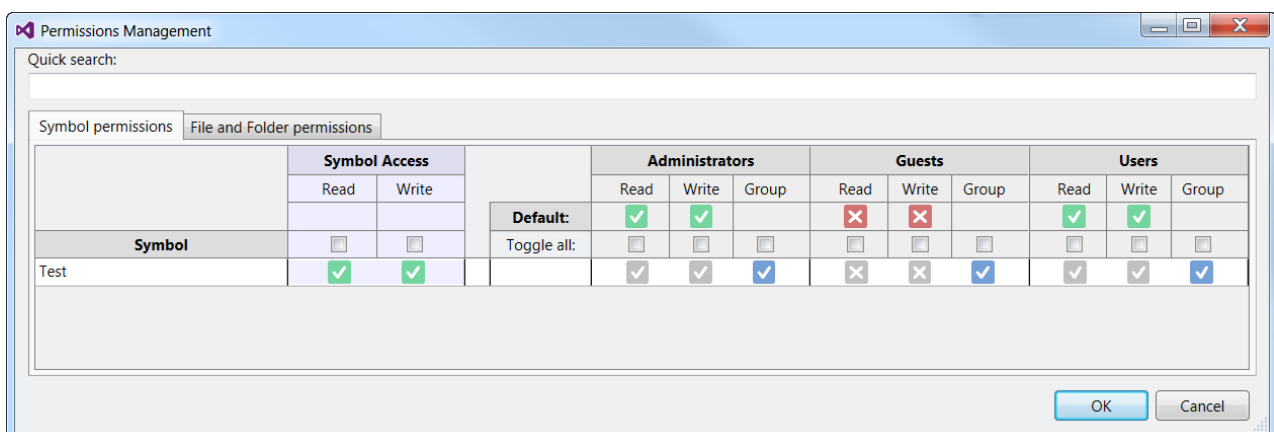 Permissions Management
Quick search:
Symbol permissions File and Folder permissions
Symbol Access Administrators Guests Users
Read Write Read Write Group Read Write Group Read Write Group
Default:
Symbol Toggle all:
Test
OK Cancel